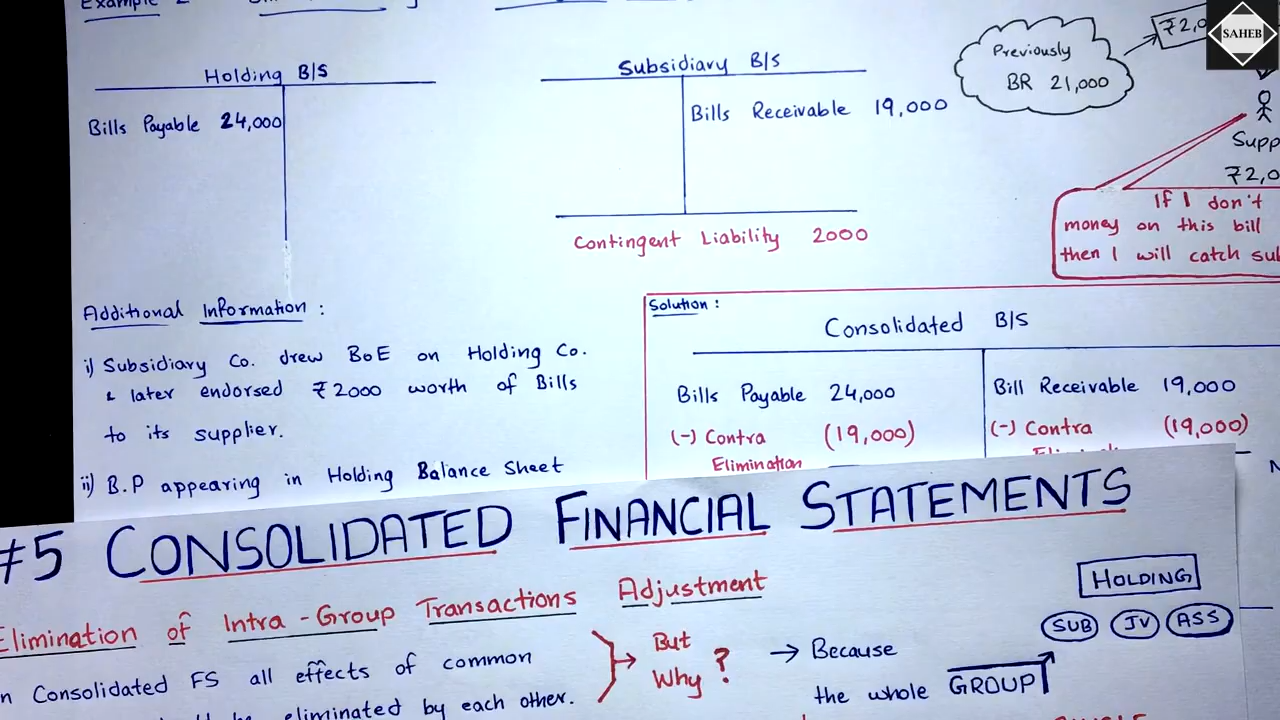 Example 2
SAHEB
Previously
BR 21,000
₹2,0
Holding B/S
Bills Payable 24,000
Subsidiary B/S
Bills Receivable 19,000
Contingent Liability 2000
Supp
₹2,0
If I don't
money on this bill
then I will catch sub
Additional Information :
i) Subsidiary Co. drew BoE on Holding Co.
& later endorsed ₹2000 worth of Bills
to its supplier.
ii) B.P appearing in Holding Balance Sheet
Solution :
Consolidated B/S
Bills Payable 24,000
(-) Contra (19,000)
Elimination
Bill Receivable 19,000
(-) Contra (19,000)
#5 CONSOLIDATED FINANCIAL STATEMENTS
Elimination of Intra-Group Transactions Adjustment
n Consolidated FS all effects of common
eliminated by each other.
But
Why ?
→ Because
the whole GROUP
HOLDING
SUB JV ASS